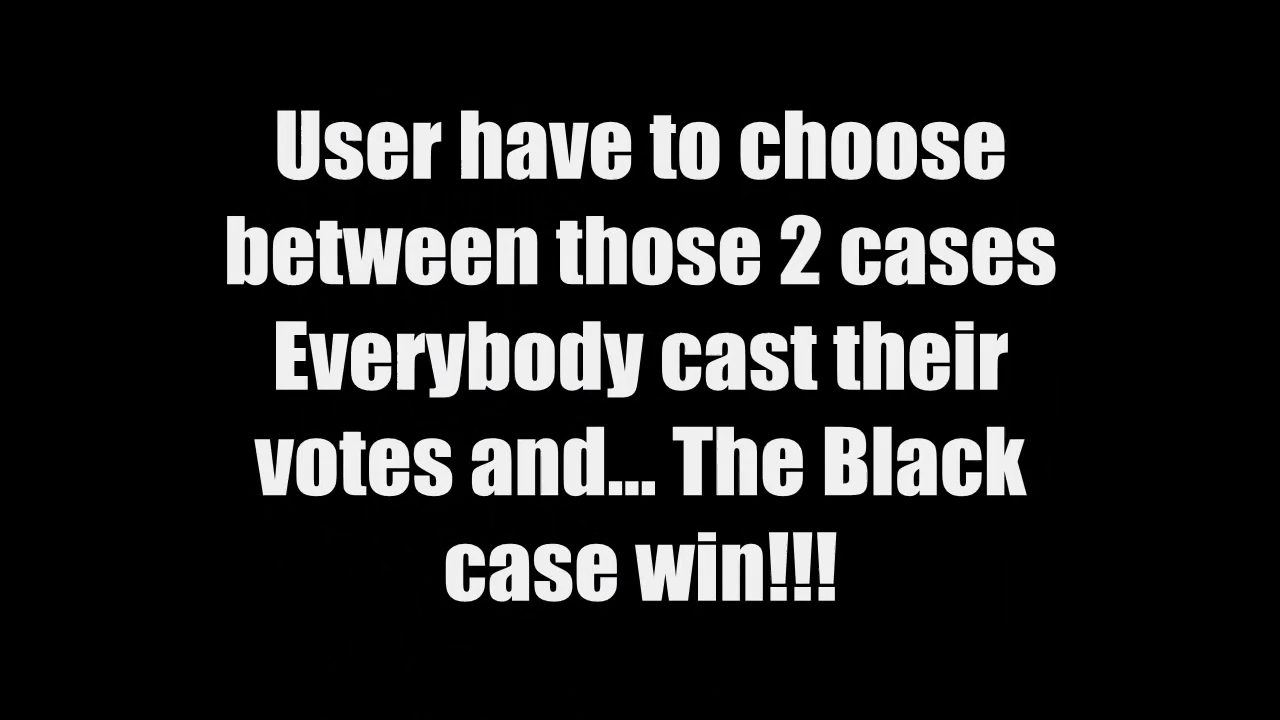 User have to choose
between those 2 cases
Everybody cast their
votes and... The Black
case win!!!